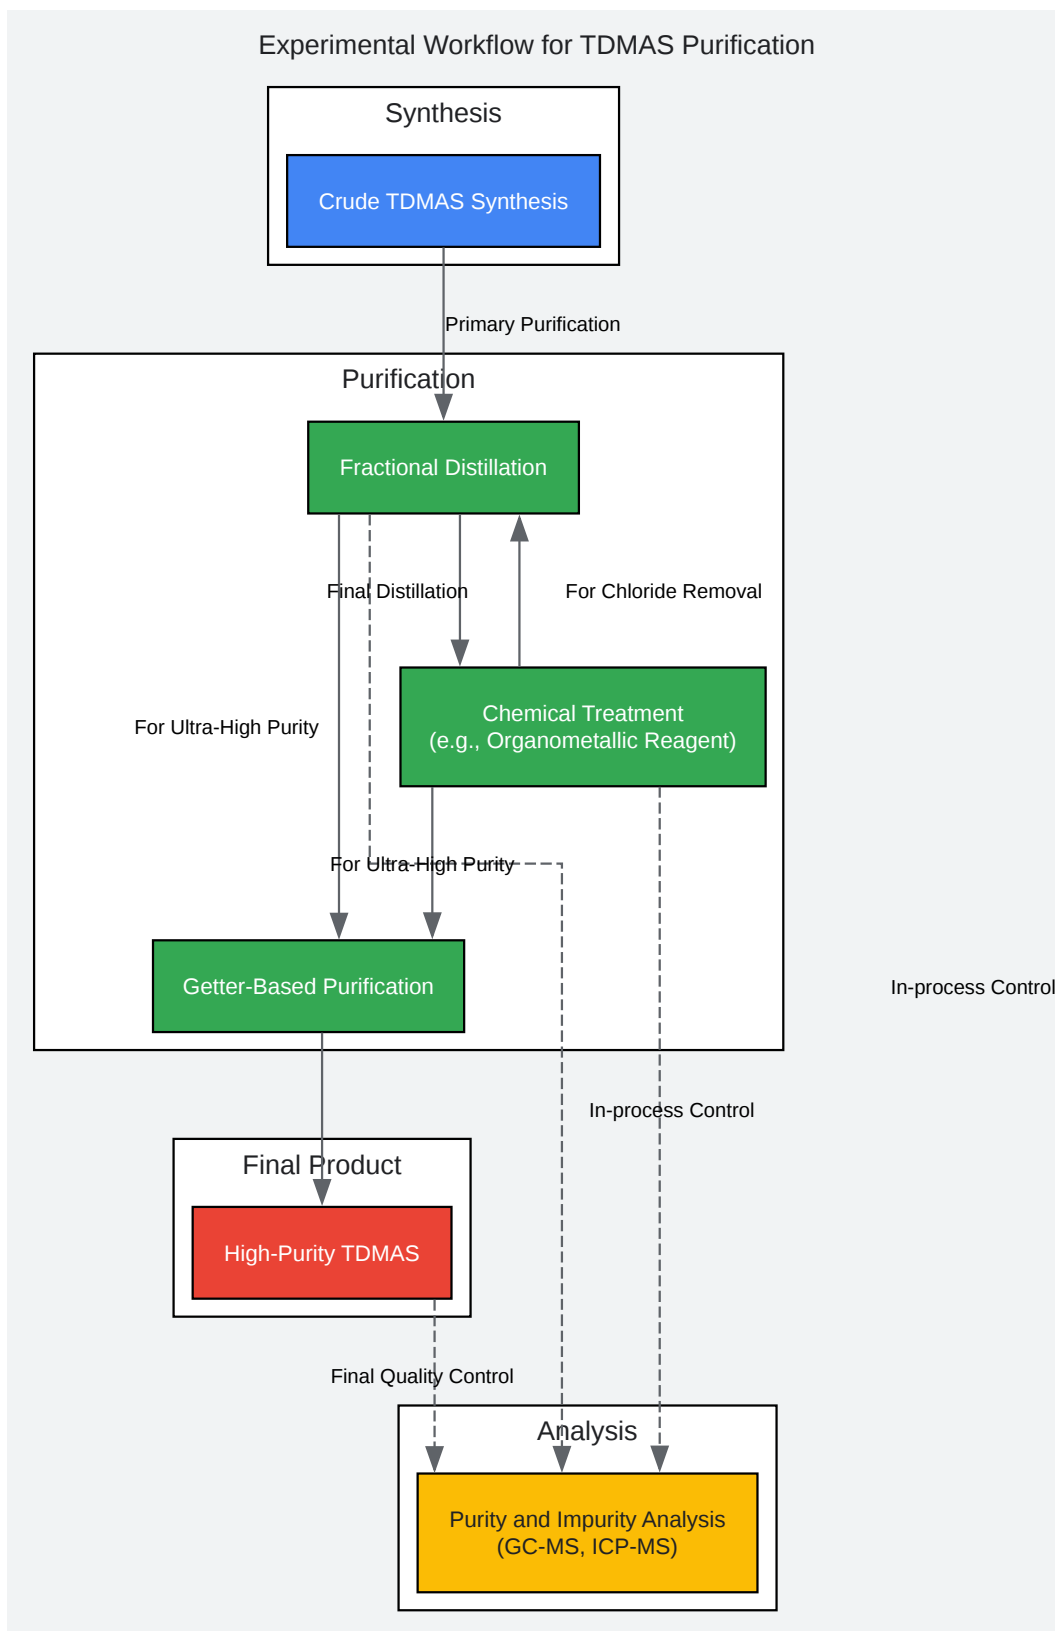 Experimental Workflow for TDMAS Purification
Synthesis
Crude TDMAS Synthesis
Primary Purification
Purification
Fractional Distillation
Final Distillation
For Chloride Removal
Chemical Treatment
(e.g., Organometallic Reagent)
For Ultra-High Purity
For Ultra-High Purity
Getter-Based Purification
In-process Control
In-process Control
Final Product
High-Purity TDMAS
Final Quality Control
Analysis
Purity and Impurity Analysis
(GC-MS, ICP-MS)